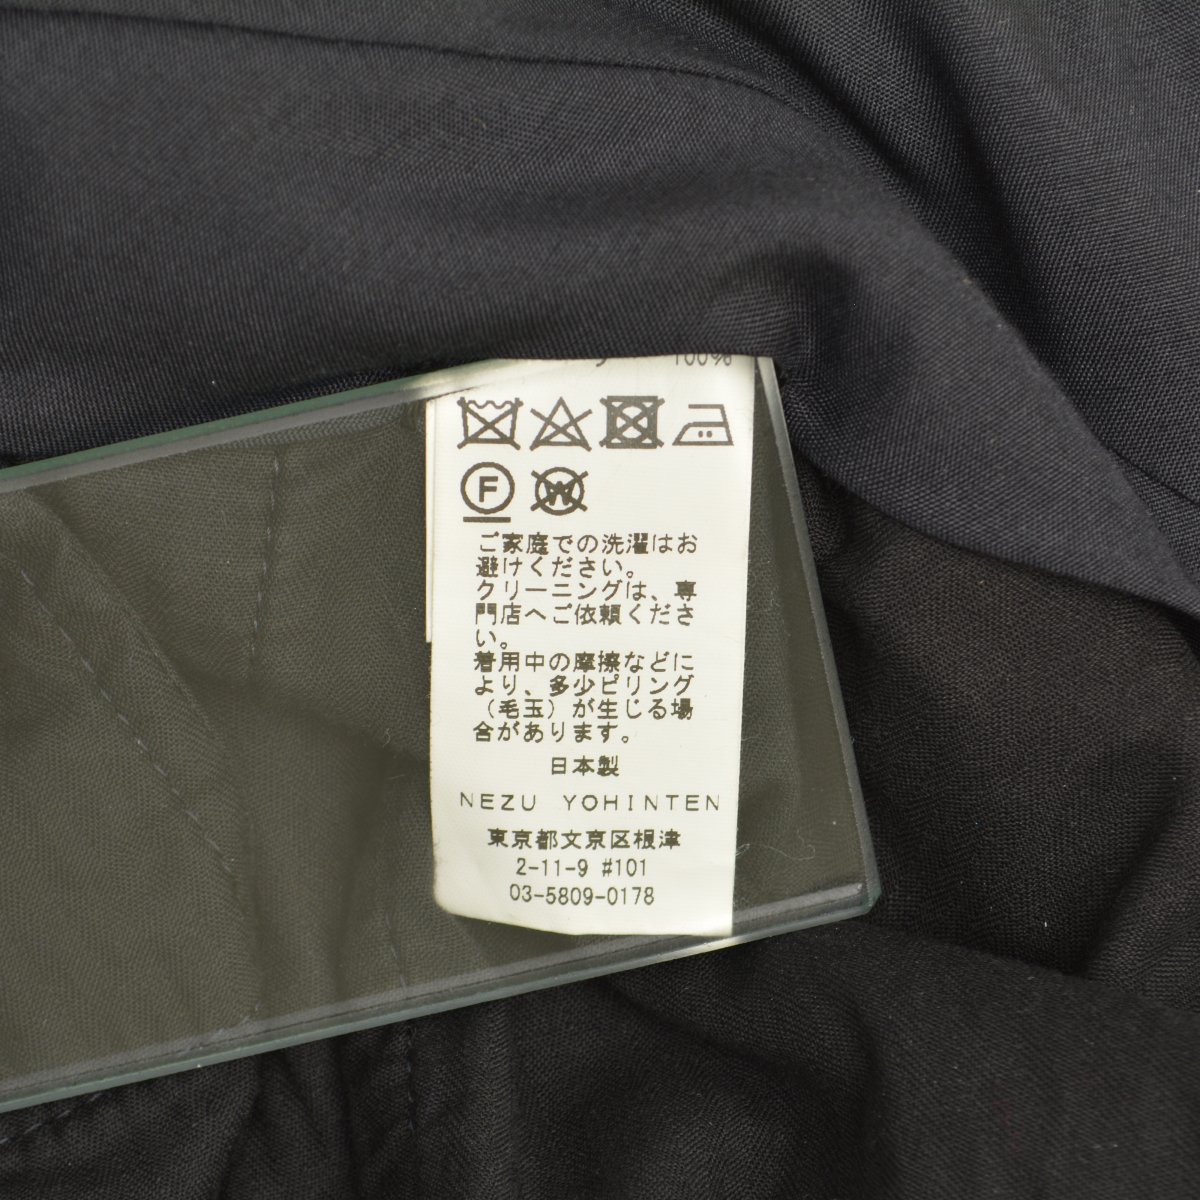 100%
F
W
ご家庭での洗濯はお
避けください。
クリーニングは、専
門店へご依頼くださ
い。
着用中の摩擦などに
より、多少ピリング
（毛玉）が生じる場
合があります。
日本製
NEZU YOHINTEN
東京都文京区根津
2-11-9 #101
03-5809-0178